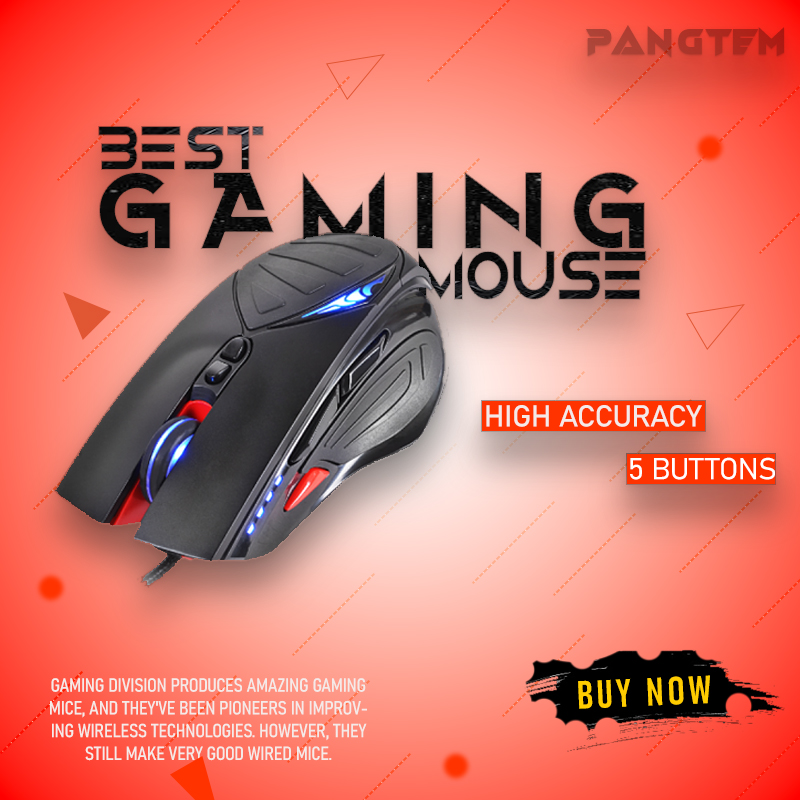 PANGTEM
BEST
GAMING
MOUSE
HIGH ACCURACY
5 BUTTONS
GAMING DIVISION PRODUCES AMAZING GAMING
MICE, AND THEY'VE BEEN PIONEERS IN IMPROV-
ING WIRELESS TECHNOLOGIES. HOWEVER, THEY
STILL MAKE VERY GOOD WIRED MICE.
BUY NOW